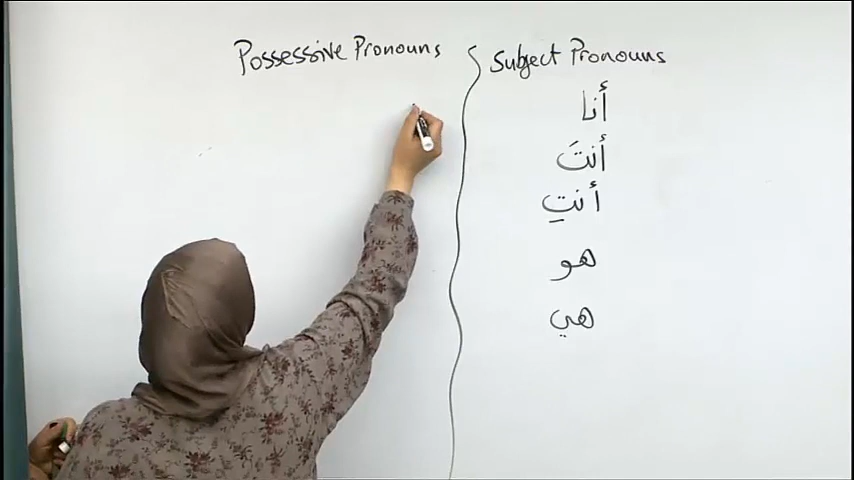 Possessive Pronouns
Subject Pronouns
أنا
أنتَ
أنتِ
هو
هي